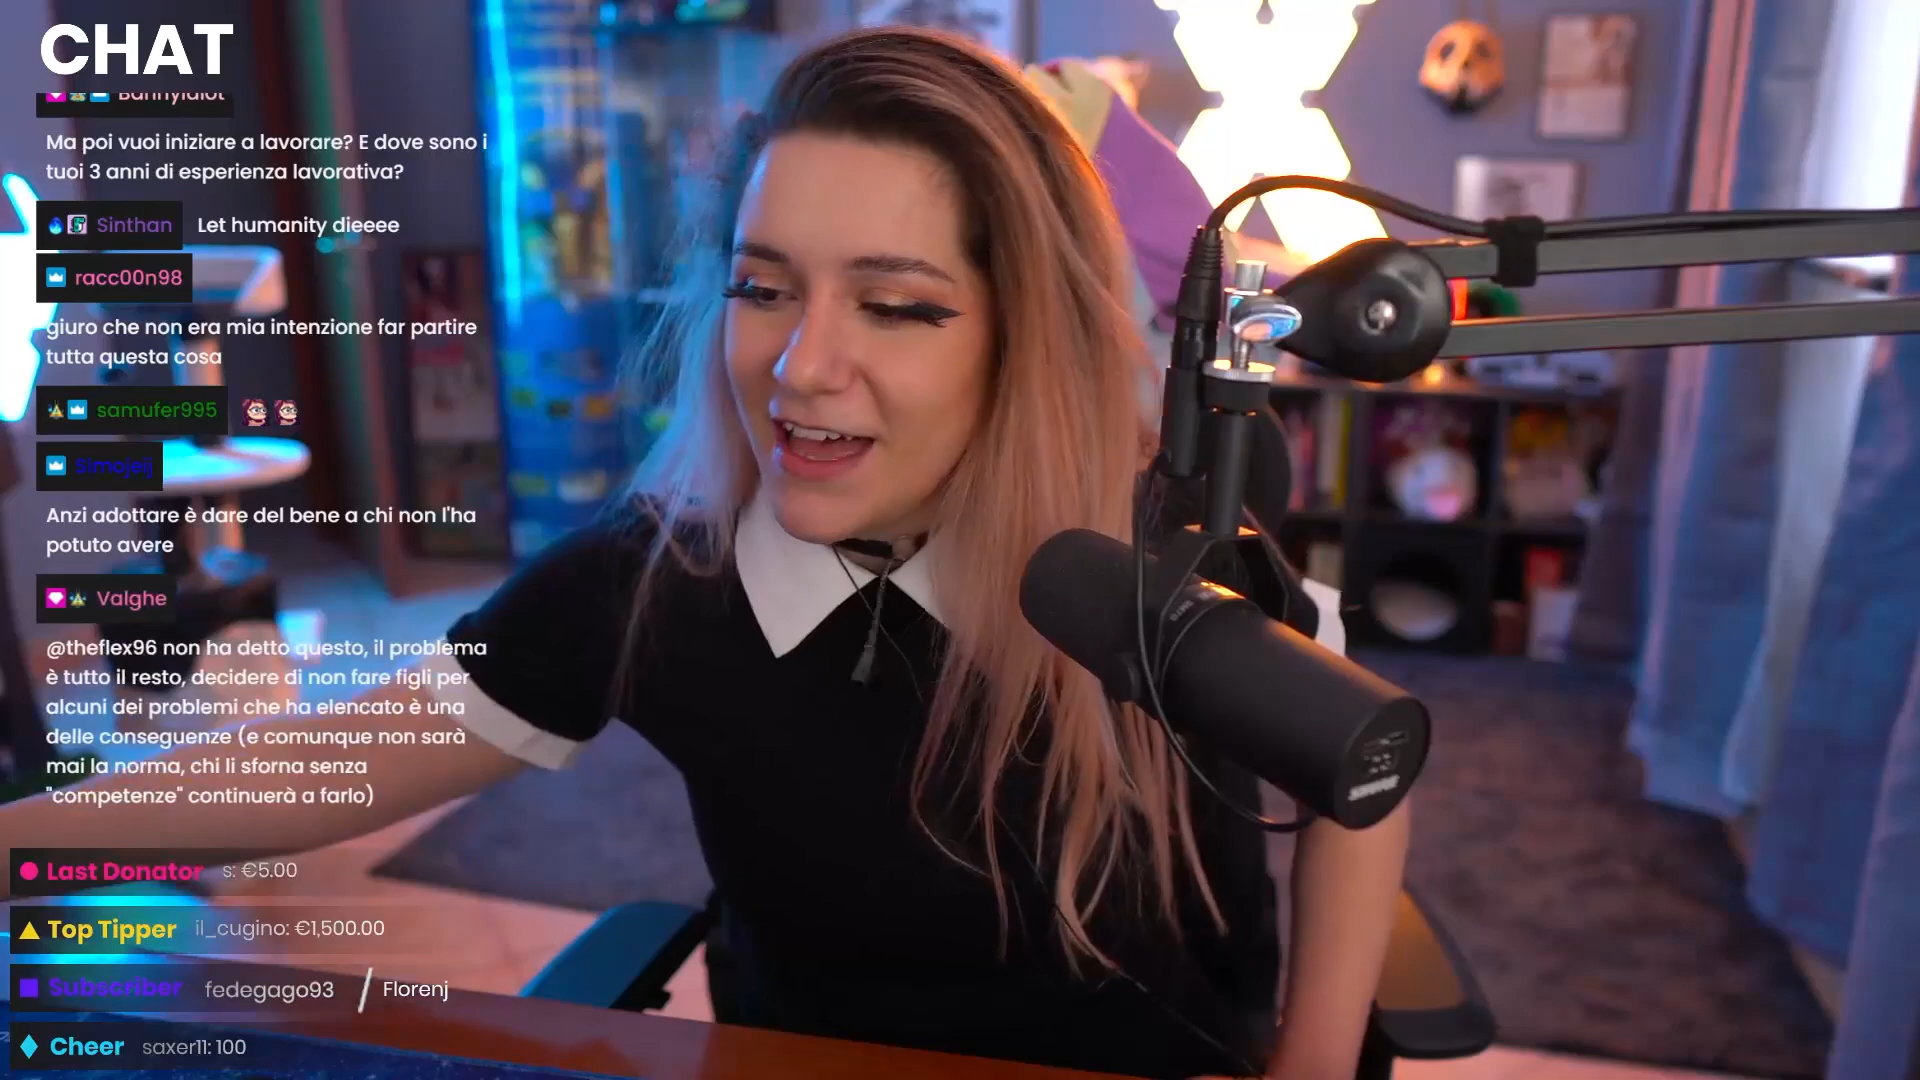 CHAT
Bannyidiot
Ma poi vuoi iniziare a lavorare? E dove sono i
tuoi 3 anni di esperienza lavorativa?
Sinthan Let humanity dieeee
racc00n98
giuro che non era mia intenzione far partire
tutta questa cosa
samufer995
Simojeij
Anzi adottare è dare del bene a chi non l'ha
potuto avere
Valghe
@theflex96 non ha detto questo, il problema
è tutto il resto, decidere di non fare figli per
alcuni dei problemi che ha elencato è una
delle conseguenze (e comunque non sarà
mai la norma, chi li sforna senza
"competenze" continuerà a farlo)
Last Donator s: €5.00
Top Tipper il_cugino: €1,500.00
Subscriber fedegago93 / Florenj
Cheer saxer11: 100
SHURE